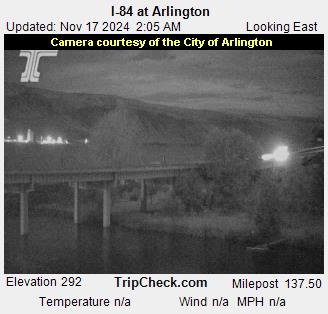 I-84 at Arlington
Updated: Nov 17 2024 2:05 AM Looking East
Camera courtesy of the City of Arlington
Elevation 292 TripCheck.com Milepost 137.50
Temperature n/a Wind n/a MPH n/a